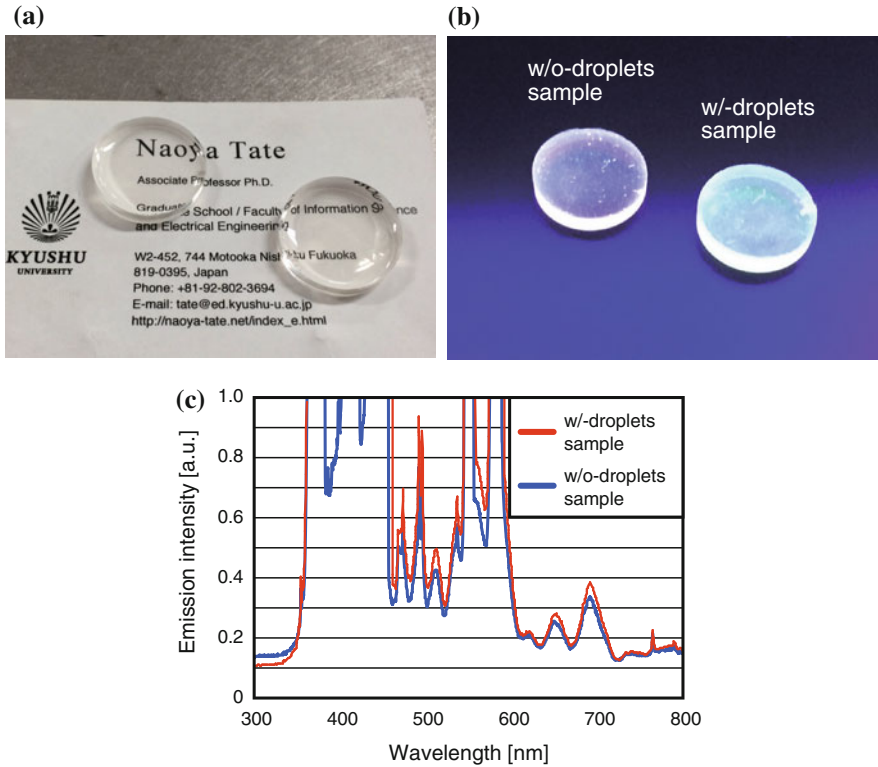 (a)
Naoya Tate
Associate Professor Ph.D.
Graduate School / Faculty of Information Science
and Electrical Engineering
KYUSHU
UNIVERSITY
W2-452, 744 Motooka Nishi-ku Fukuoka
819-0395, Japan
Phone: +81-92-802-3694
E-mail: tate@ed.kyushu-u.ac.jp
http://naoya-tate.net/index_e.html
(b)
w/o-droplets
sample
w/-droplets
sample
(c)
Emission intensity [a.u.]
1.0
0.8
0.6
0.4
0.2
0
300 400 500 600 700 800
Wavelength [nm]
w/-droplets
sample
w/o-droplets
sample